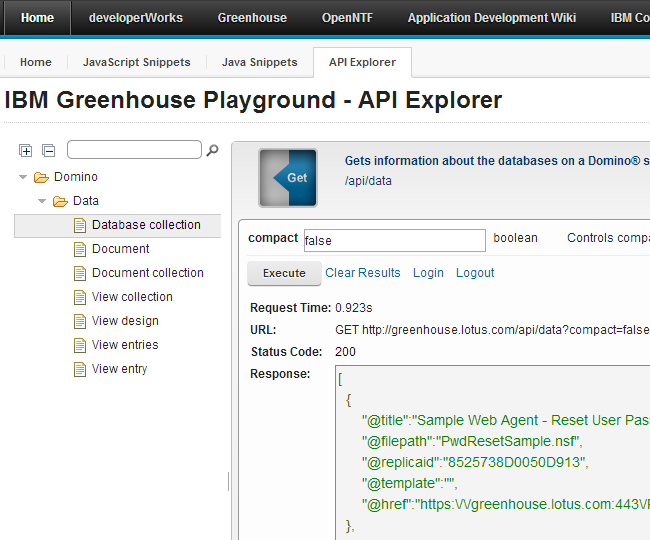 Home developerWorks Greenhouse OpenNTF Application Development Wiki IBM Co
Home JavaScript Snippets Java Snippets API Explorer
IBM Greenhouse Playground - API Explorer
Domino
Data
Database collection
Document
Document collection
View collection
View design
View entries
View entry
Get
Gets information about the databases on a Domino® s
/api/data
compact false boolean Controls compa
Execute Clear Results Login Logout
Request Time: 0.923s
URL: GET http://greenhouse.lotus.com/api/data?compact=false
Status Code: 200
Response:
[
{
"@title":"Sample Web Agent - Reset User Pas
"@filepath":"PwdResetSample.nsf",
"@replicaid":"8525738D0050D913",
"@template":"",
"@href":"https:\/\/greenhouse.lotus.com:443\/
},